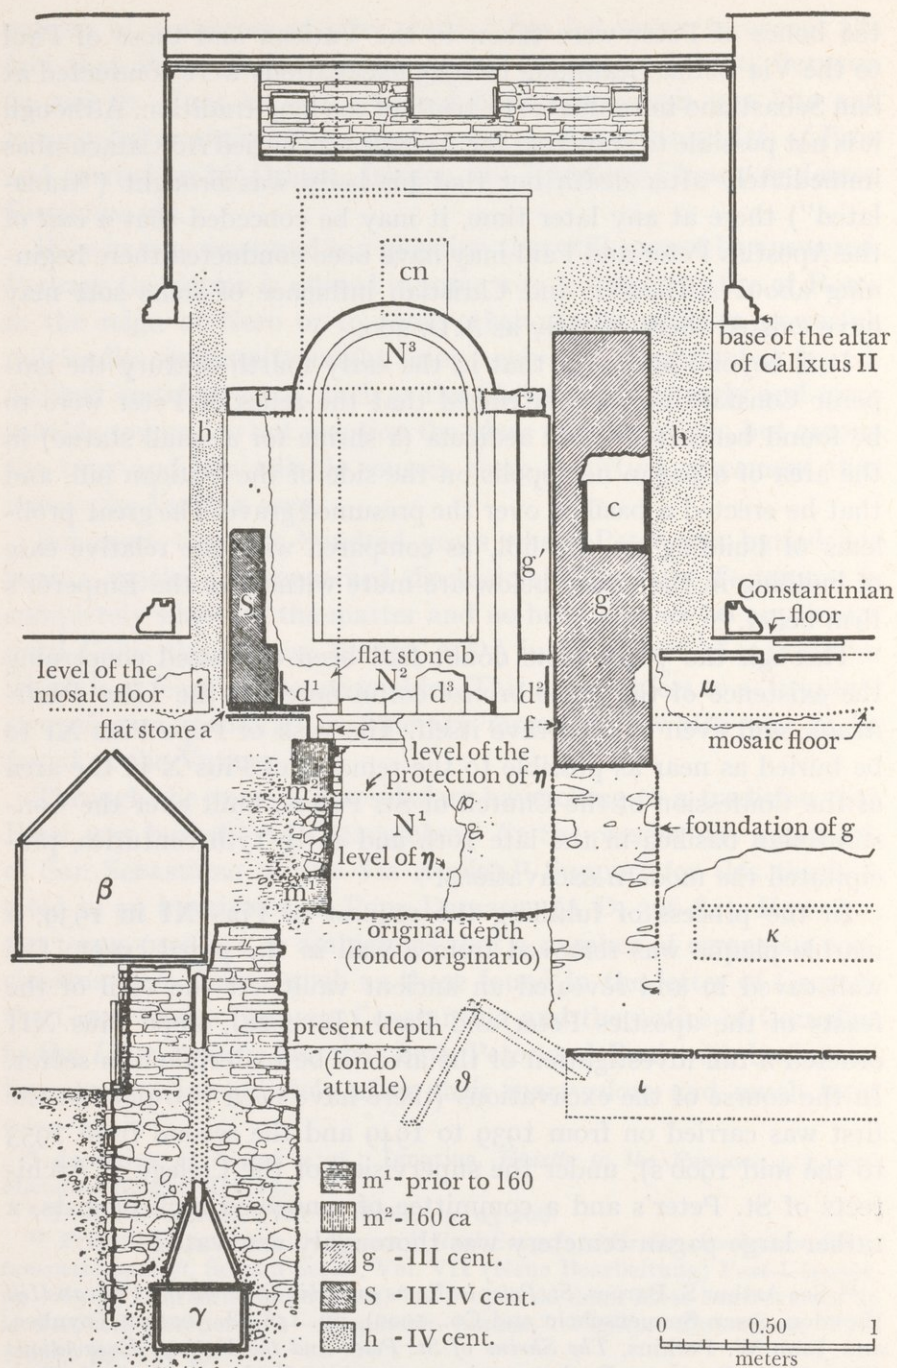 cn
N³
base of the altar
of Calixtus II
t¹
t²
h
h
c
S
g′
g
Constantinian
floor
level of the
mosaic floor
i
flat stone b
d¹
N²
d³
d²
μ
flat stone a
e
f
mosaic floor
level of the
protection of η
m²
N¹
foundation of g
level of η
β
m¹
original depth
(fondo originario)
κ
present depth
(fondo
attuale)
ϑ
ι
m¹-prior to 160
m²-160 ca
g -III cent.
γ
S -III-IV cent.
h -IV cent.
0 0.50 1
meters